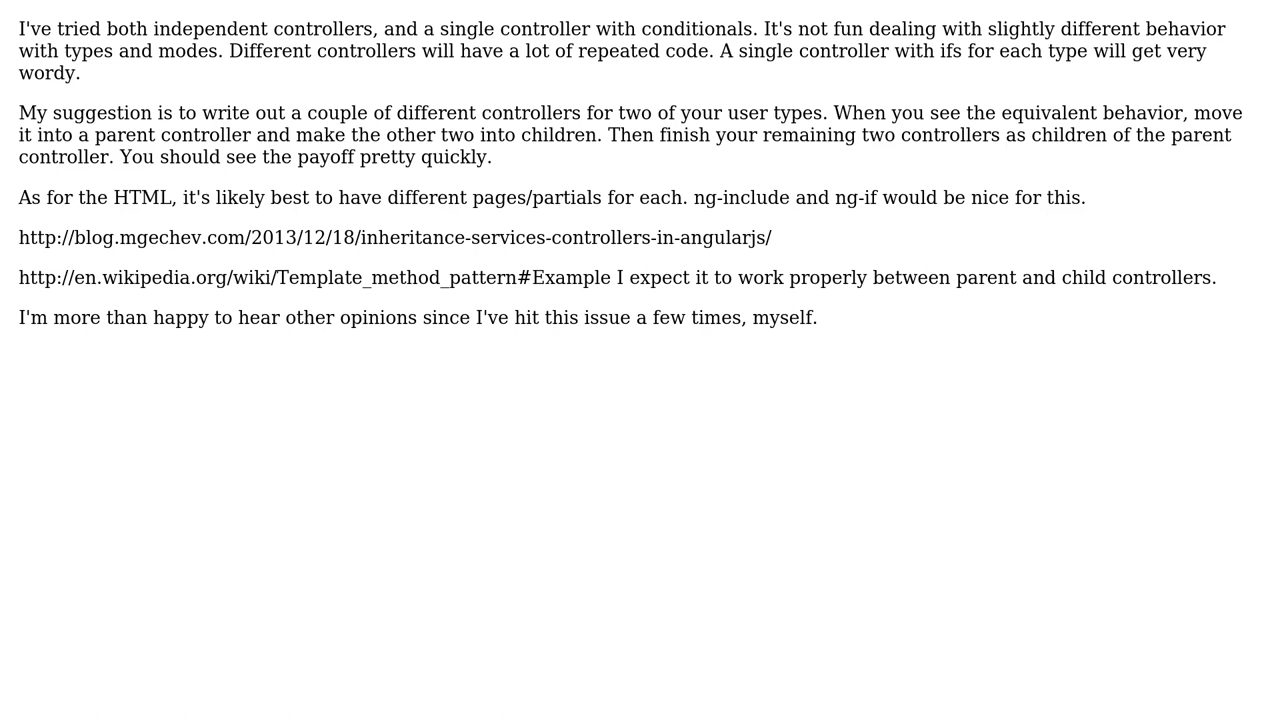 I've tried both independent controllers, and a single controller with conditionals. It's not fun dealing with slightly different behavior
with types and modes. Different controllers will have a lot of repeated code. A single controller with ifs for each type will get very
wordy.
My suggestion is to write out a couple of different controllers for two of your user types. When you see the equivalent behavior, move
it into a parent controller and make the other two into children. Then finish your remaining two controllers as children of the parent
controller. You should see the payoff pretty quickly.
As for the HTML, it's likely best to have different pages/partials for each. ng-include and ng-if would be nice for this.
http://blog.mgechev.com/2013/12/18/inheritance-services-controllers-in-angularjs/
http://en.wikipedia.org/wiki/Template_method_pattern#Example I expect it to work properly between parent and child controllers.
I'm more than happy to hear other opinions since I've hit this issue a few times, myself.